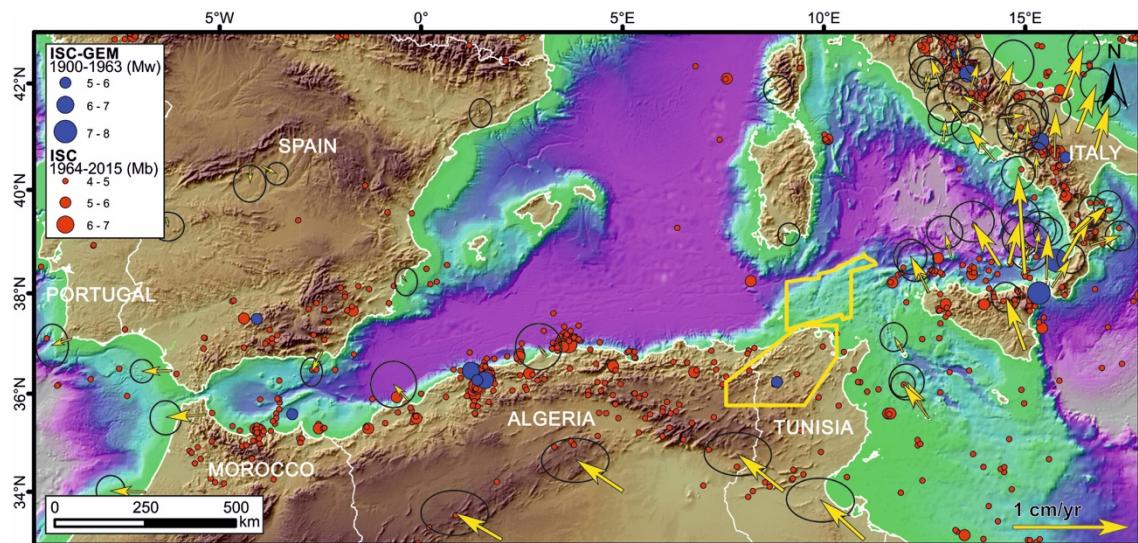 5°W 0° 5°E 10°E 15°E
ISC-GEM
1900-1963 (Mw)
5 - 6
6 - 7
7 - 8
ISC
1964-2015 (Mb)
4 - 5
5 - 6
6 - 7
N
42°N
SPAIN
ITALY
40°N
PORTUGAL
38°N
36°N
ALGERIA
TUNISIA
MOROCCO
34°N
0 250 500
km
1 cm/yr